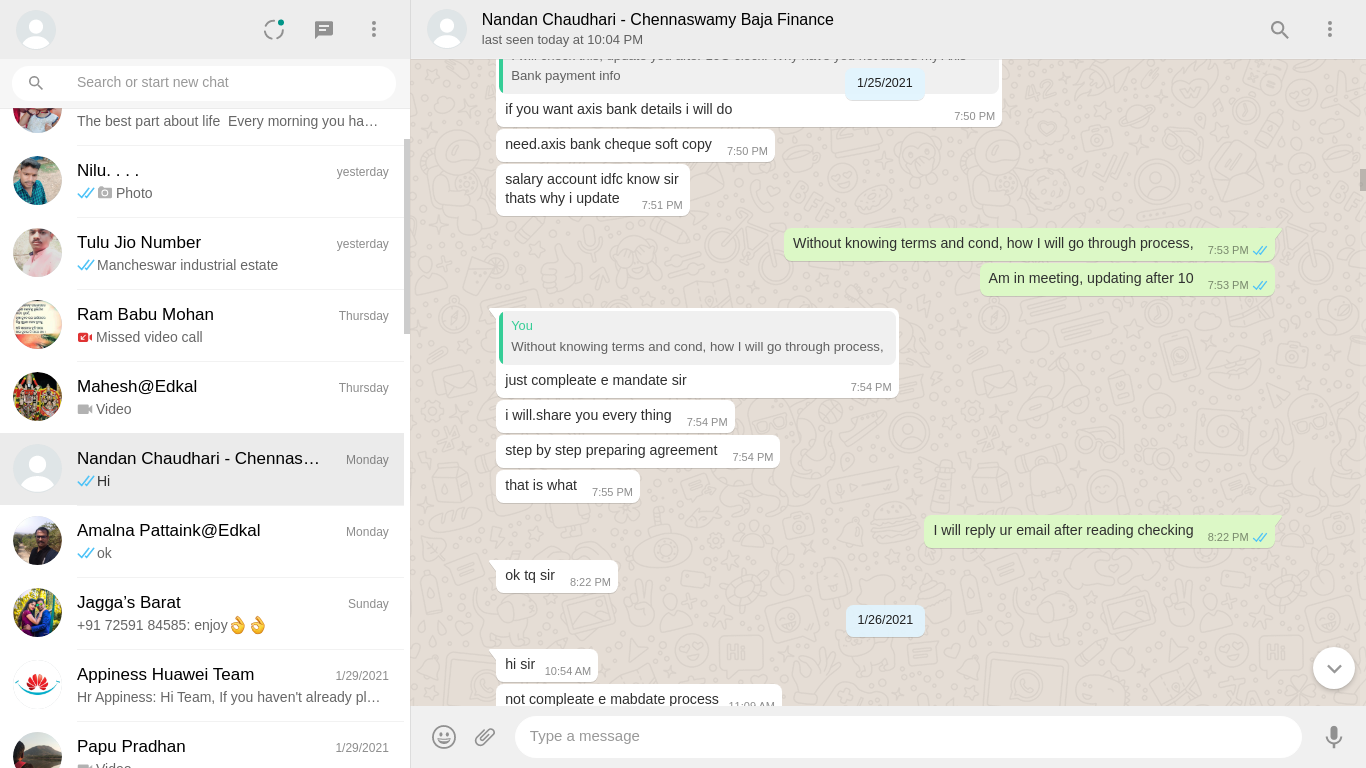 Search or start new chat
The best part about life  Every morning you ha…
Nilu. . . .
yesterday
Photo
Tulu Jio Number
yesterday
Mancheswar industrial estate
Ram Babu Mohan
Thursday
Missed video call
Mahesh@Edkal
Thursday
Video
Nandan Chaudhari - Chennas…
Monday
Hi
Amalna Pattaink@Edkal
Monday
ok
Jagga’s Barat
Sunday
+91 72591 84585: enjoy👌👌
Appiness Huawei Team
1/29/2021
Hr Appiness: Hi Team, If you haven't already pl…
Papu Pradhan
1/29/2021
Video
Nandan Chaudhari - Chennaswamy Baja Finance
last seen today at 10:04 PM
Bank payment info
1/25/2021
if you want axis bank details i will do
7:50 PM
need.axis bank cheque soft copy
7:50 PM
salary account idfc know sir
thats why i update
7:51 PM
Without knowing terms and cond, how I will go through process,
7:53 PM
Am in meeting, updating after 10
7:53 PM
You
Without knowing terms and cond, how I will go through process,
just compleate e mandate sir
7:54 PM
i will.share you every thing
7:54 PM
step by step preparing agreement
7:54 PM
that is what
7:55 PM
I will reply ur email after reading checking
8:22 PM
ok tq sir
8:22 PM
1/26/2021
hi sir
10:54 AM
not compleate e mabdate process
11:09 AM
Type a message